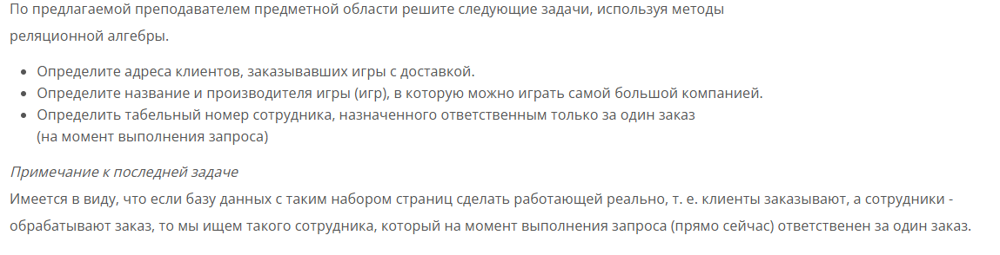 По предлагаемой преподавателем предметной области решите следующие задачи, используя методы
реляционной алгебры.
• Определите адреса клиентов, заказывавших игры с доставкой.
• Определите название и производителя игры (игр), в которую можно играть самой большой компанией.
• Определить табельный номер сотрудника, назначенного ответственным только за один заказ
(на момент выполнения запроса)
Примечание к последней задаче
Имеется в виду, что если базу данных с таким набором страниц сделать работающей реально, т. е. клиенты заказывают, а сотрудники -
обрабатывают заказ, то мы ищем такого сотрудника, который на момент выполнения запроса (прямо сейчас) ответственен за один заказ.